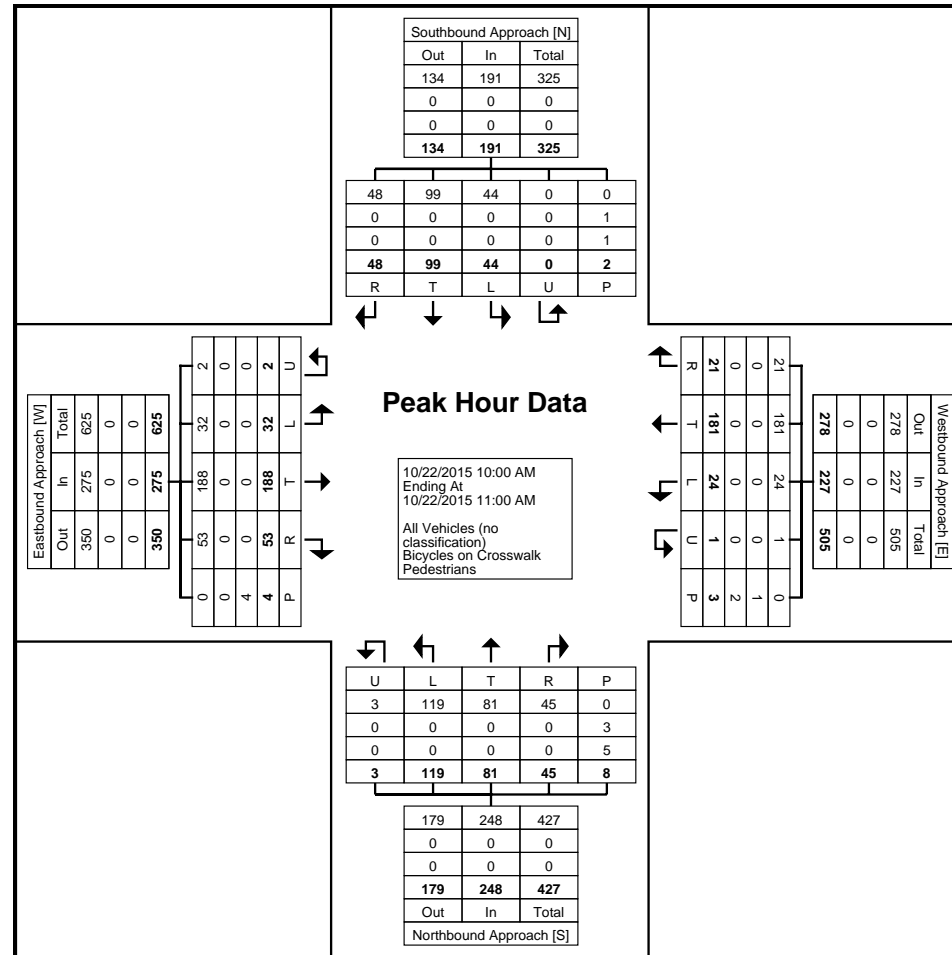 Southbound Approach [N]
Out In Total
134 191 325
0 0 0
0 0 0
134 191 325
48 99 44 0 0
0 0 0 0 1
0 0 0 0 1
48 99 44 0 2
R T L U P
Eastbound Approach [W]
Total 625 0 0 625
In 275 0 0 275
Out 350 0 0 350
2 0 0 2 U
32 0 0 32 L
188 0 0 188 T
53 0 0 53 R
0 0 4 4 P
Peak Hour Data
10/22/2015 10:00 AM
Ending At
10/22/2015 11:00 AM
All Vehicles (no
classification)
Bicycles on Crosswalk
Pedestrians
R 21 0 0 21
T 181 0 0 181
L 24 0 0 24
U 1 0 0 1
P 3 2 1 0
Westbound Approach [E]
Out In Total
278 227 505
0 0 0
0 0 0
278 227 505
U L T R P
3 119 81 45 0
0 0 0 0 3
0 0 0 0 5
3 119 81 45 8
179 248 427
0 0 0
0 0 0
179 248 427
Out In Total
Northbound Approach [S]